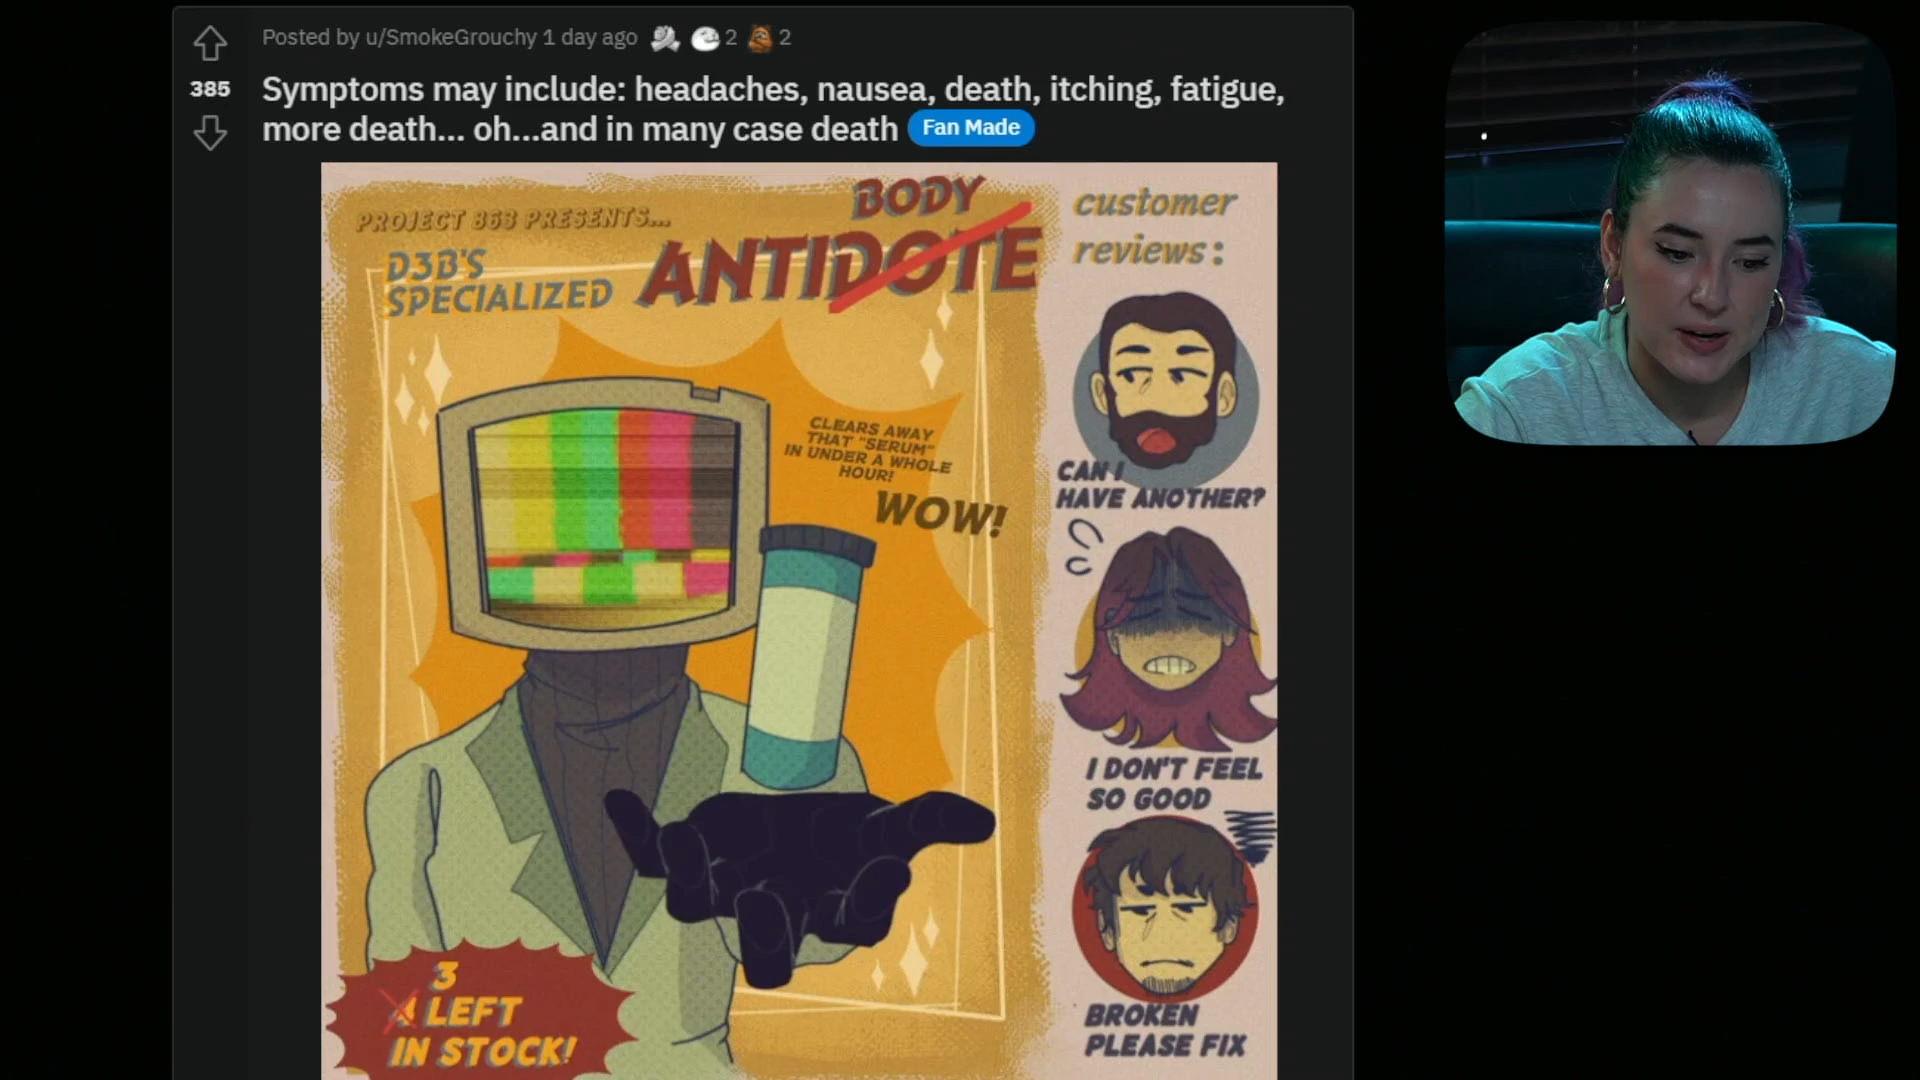 Posted by u/SmokeGrouchy 1 day ago 2 2
385
Symptoms may include: headaches, nausea, death, itching, fatigue,
more death... oh...and in many case death Fan Made
PROJECT 863 PRESENTS...
D3B'S
SPECIALIZED
BODY
ANTIDOTE
CLEARS AWAY
THAT "SERUM"
IN UNDER A WHOLE
HOUR!
WOW!
3
4 LEFT
IN STOCK!
customer
reviews:
CAN I
HAVE ANOTHER?
I DON'T FEEL
SO GOOD
BROKEN
PLEASE FIX